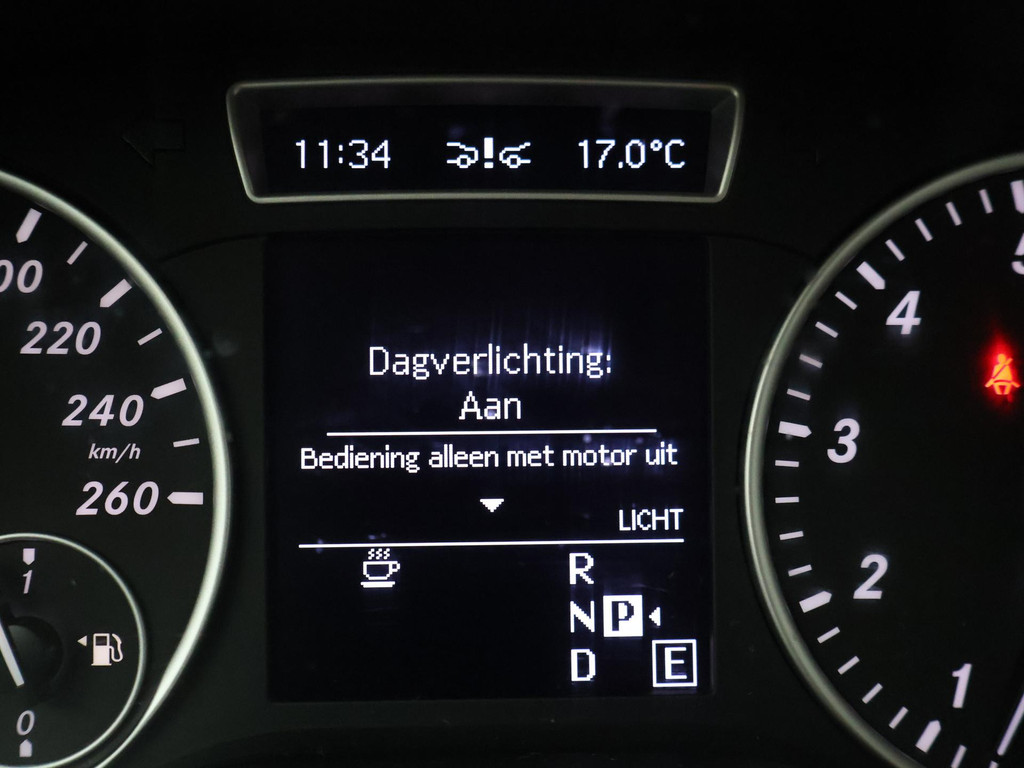 11:34 17.0°C
Dagverlichting:
Aan
Bediening alleen met motor uit
LICHT
R
N P
D E
220
240
km/h
260
1
0
5
4
3
2
1